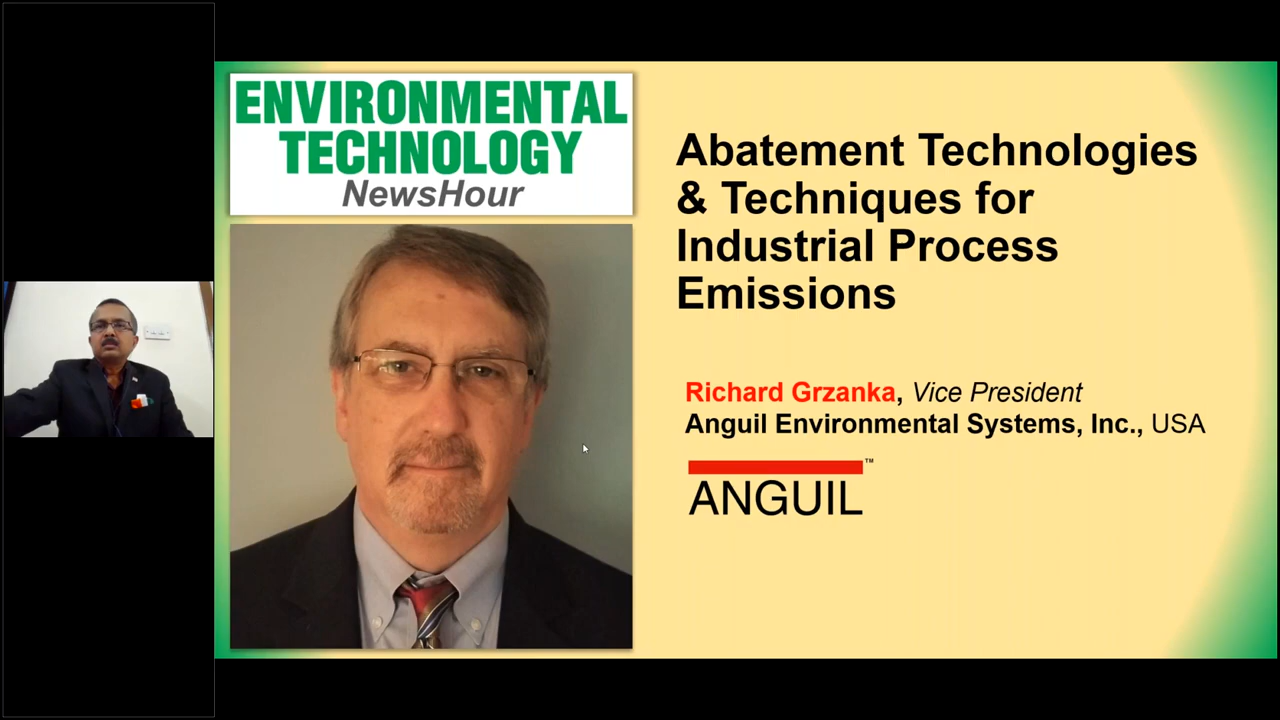 ENVIRONMENTAL
TECHNOLOGY
NewsHour
Abatement Technologies
& Techniques for
Industrial Process
Emissions
Richard Grzanka, Vice President
Anguil Environmental Systems, Inc., USA
ANGUIL™